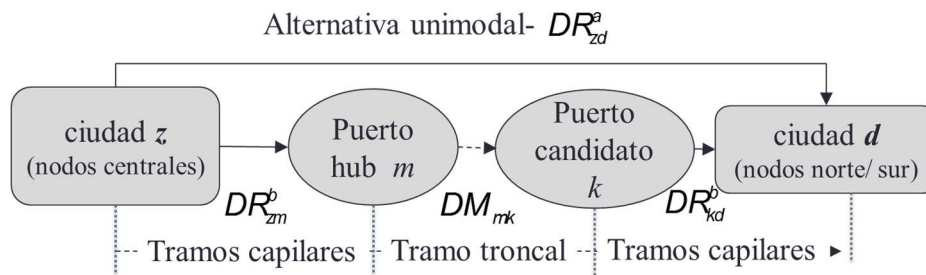 Alternativa unimodal- DR^a_zd
ciudad z
(nodos centrales)
Puerto
hub m
Puerto
candidato
k
ciudad d
(nodos norte/ sur)
DR^b_zm
DM_mk
DR^b_kd
Tramos capilares
Tramo troncal
Tramos capilares